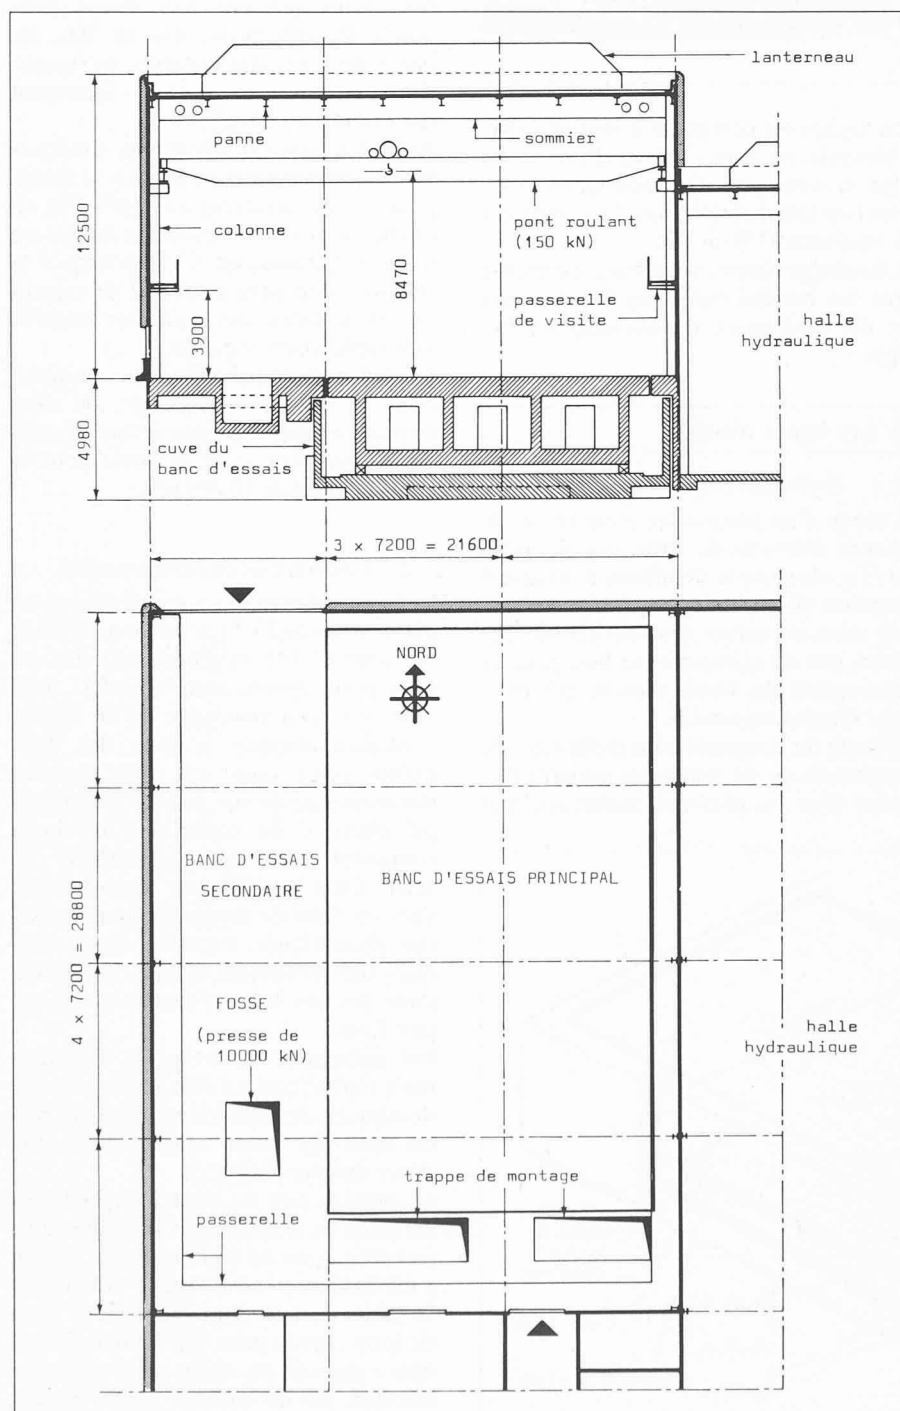 lanterneau
panne
sommier
12500
colonne
8470
pont roulant
(150 kN)
3900
passerelle
de visite
halle
hydraulique
4980
cuve du
banc d'essais
3 x 7200 = 21600
NORD
BANC D'ESSAIS
SECONDAIRE
BANC D'ESSAIS PRINCIPAL
4 x 7200 = 28800
FOSSE
(presse de
10000 kN)
halle
hydraulique
trappe de montage
passerelle